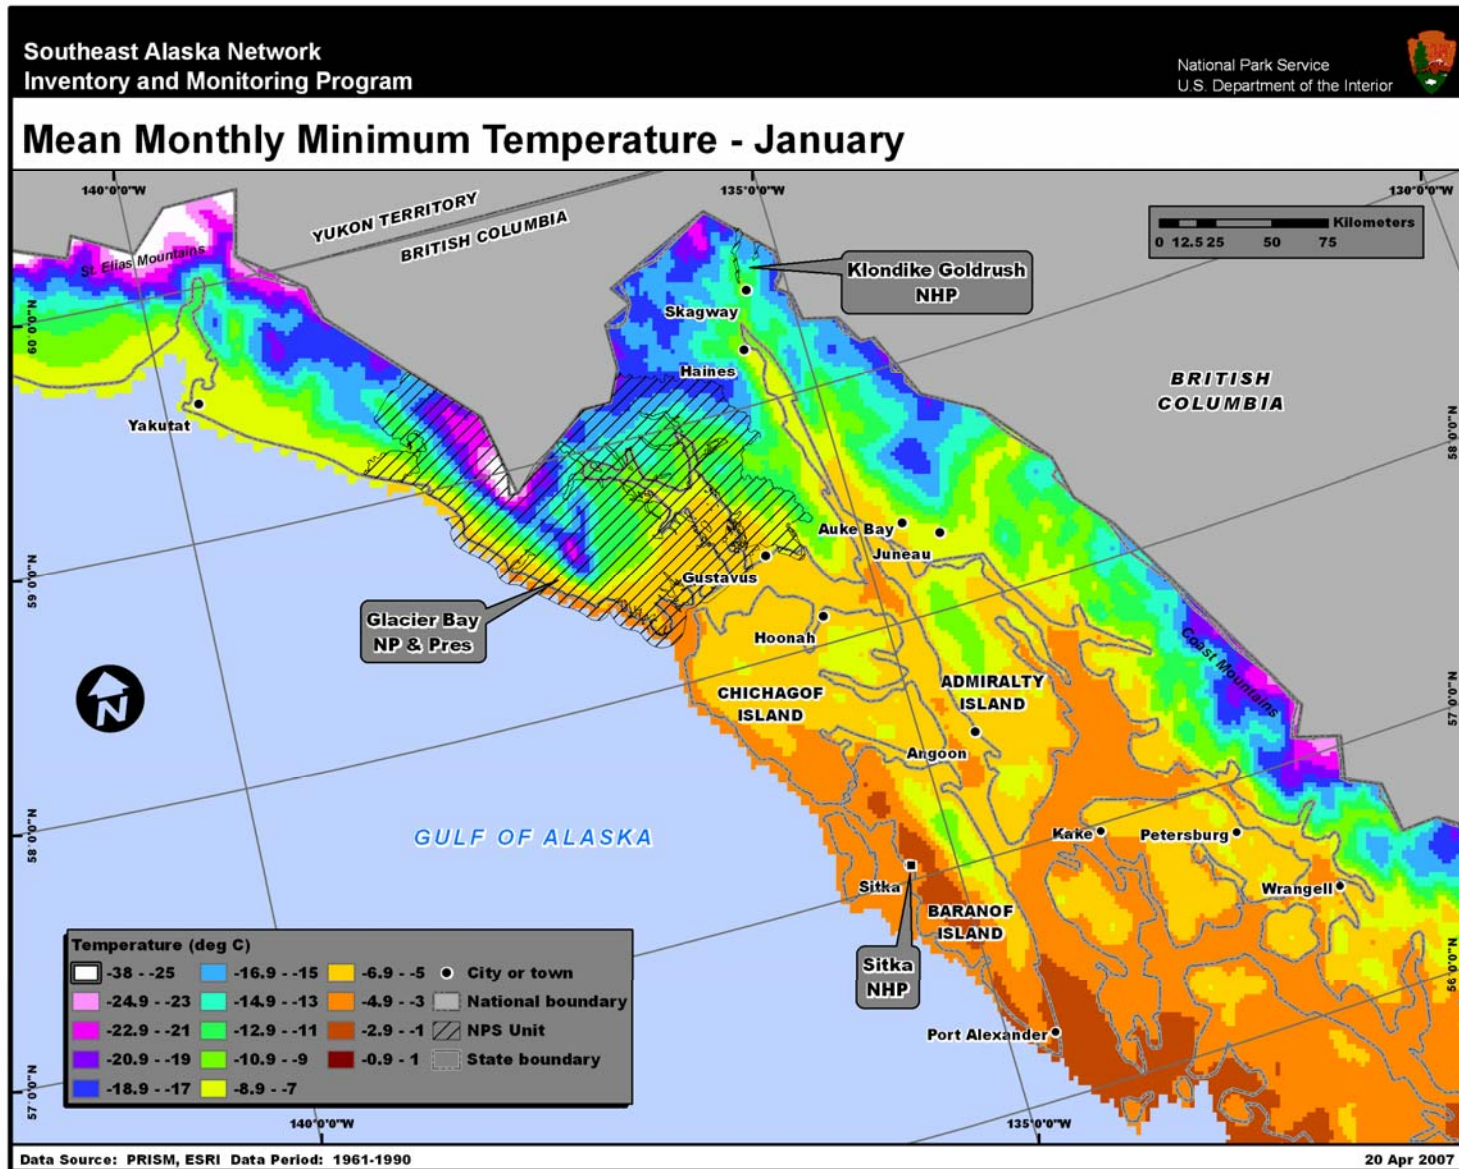 Southeast Alaska Network
Inventory and Monitoring Program
National Park Service
U.S. Department of the Interior
Mean Monthly Minimum Temperature - January
140°0'0"W
135°0'0"W
130°0'0"W
YUKON TERRITORY
BRITISH COLUMBIA
Kilometers
0 12.5 25 50 75
St. Elias Mountains
Klondike Goldrush
NHP
Skagway
60°0'0"N
Haines
BRITISH
COLUMBIA
Yakutat
58°0'0"N
Auke Bay
Juneau
59°0'0"N
Gustavus
Glacier Bay
NP & Pres
Hoonah
Coast Mountains
N
CHICHAGOF
ISLAND
ADMIRALTY
ISLAND
57°0'0"N
Angoon
58°0'0"N
GULF OF ALASKA
Kake
Petersburg
Sitka
Wrangell
BARANOF
ISLAND
Sitka
NHP
56°0'0"N
Port Alexander
57°0'0"N
Temperature (deg C)
-38 - -25
-16.9 - -15
-6.9 - -5
City or town
-24.9 - -23
-14.9 - -13
-4.9 - -3
National boundary
-22.9 - -21
-12.9 - -11
-2.9 - -1
NPS Unit
-20.9 - -19
-10.9 - -9
-0.9 - 1
State boundary
-18.9 - -17
-8.9 - -7
140°0'0"W
135°0'0"W
Data Source: PRISM, ESRI Data Period: 1961-1990
20 Apr 2007